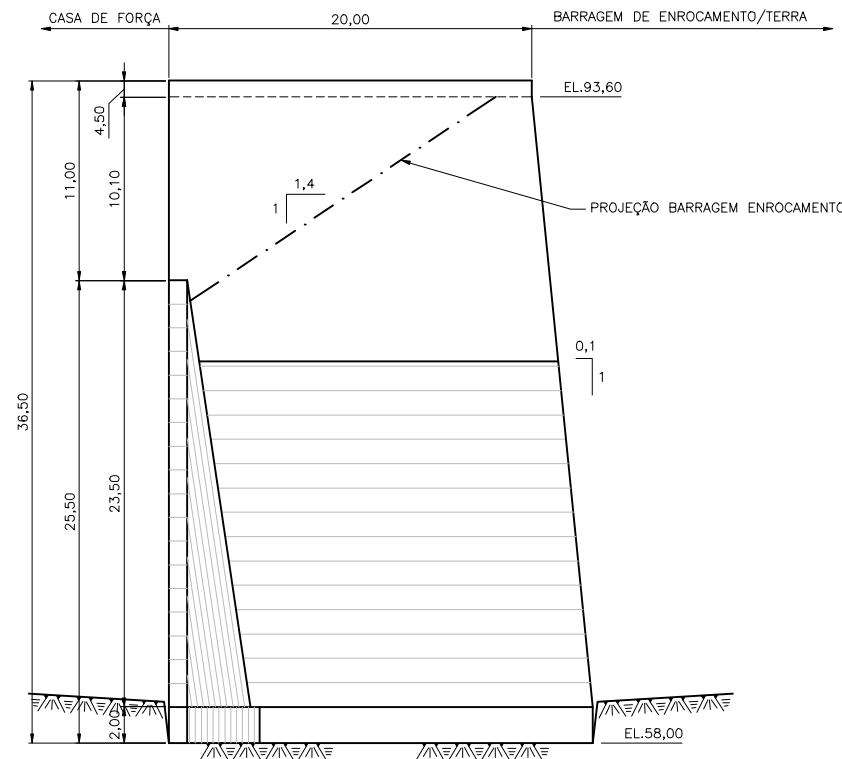 CASA DE FORÇA
20,00
BARRAGEM DE ENROCAMENTO/TERRA
EL.93,60
4,50
11,00
10,10
1,4
1
PROJEÇÃO BARRAGEM ENROCAMENTO
0,1
1
36,50
25,50
23,50
2,00
EL.58,00